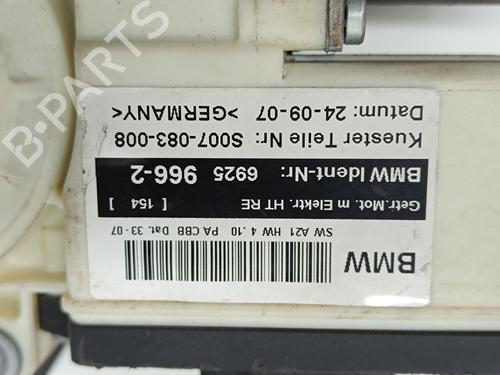 BMW
SW A21 HW 4.10 PA CBB Dat. 33-07
Getr.Mot. m Elektr. HT RE [ 154 ]
BMW Ident-Nr: 6925 966-2
Kuester Teile Nr: S007-083-008
Datum: 24-09-07 >GERMANY<
B-PARTS